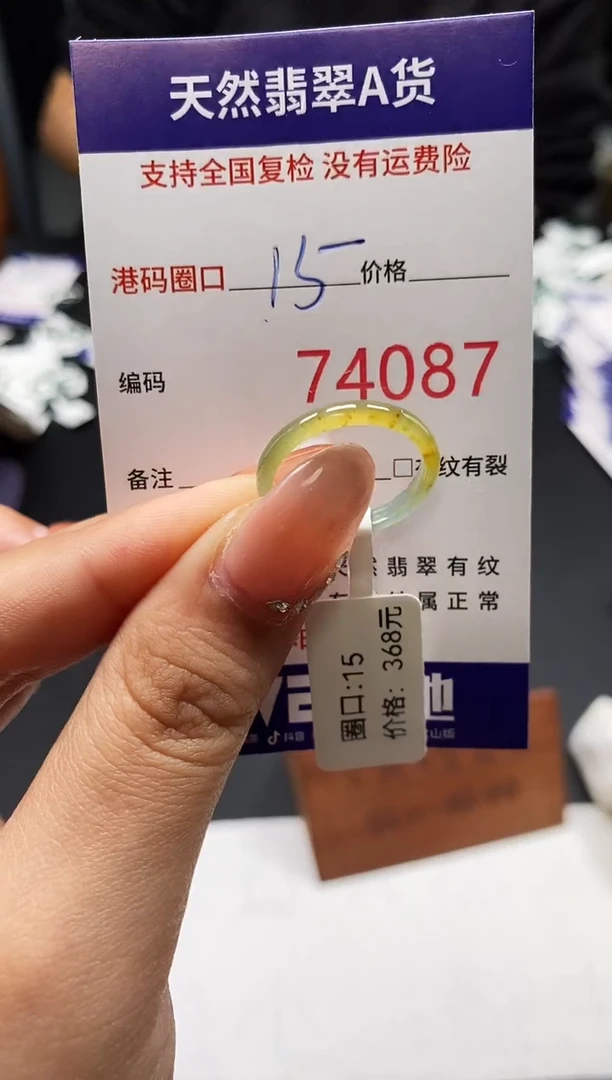 天然翡翠A货
支持全国复检 没有运费险
港码圈口 15 价格
编码 74087
备注 □ 纹有裂
翡翠有纹
属正常
圈口:15
价格: 368元
抖音